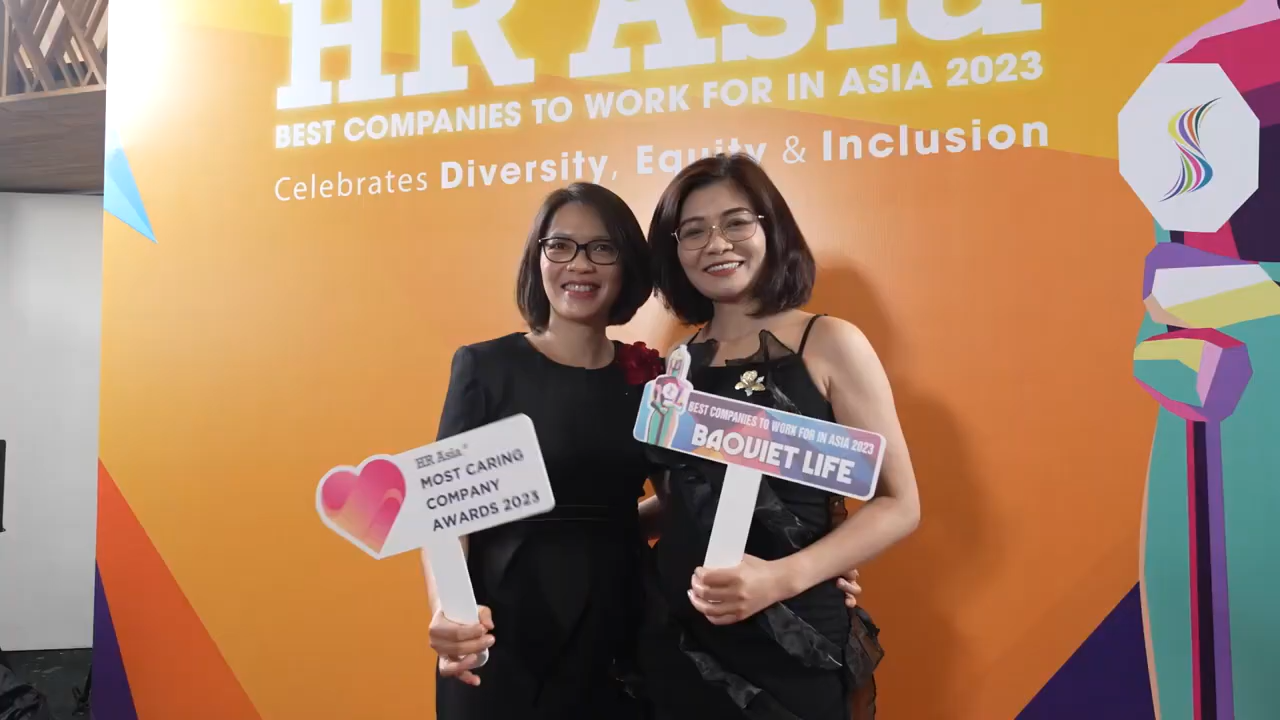 HR Asia
BEST COMPANIES TO WORK FOR IN ASIA 2023
Celebrates Diversity, Equity & Inclusion
HR Asia
MOST CARING
COMPANY
AWARDS 2023
BEST COMPANIES TO WORK FOR IN ASIA 2023
BAOVIET LIFE